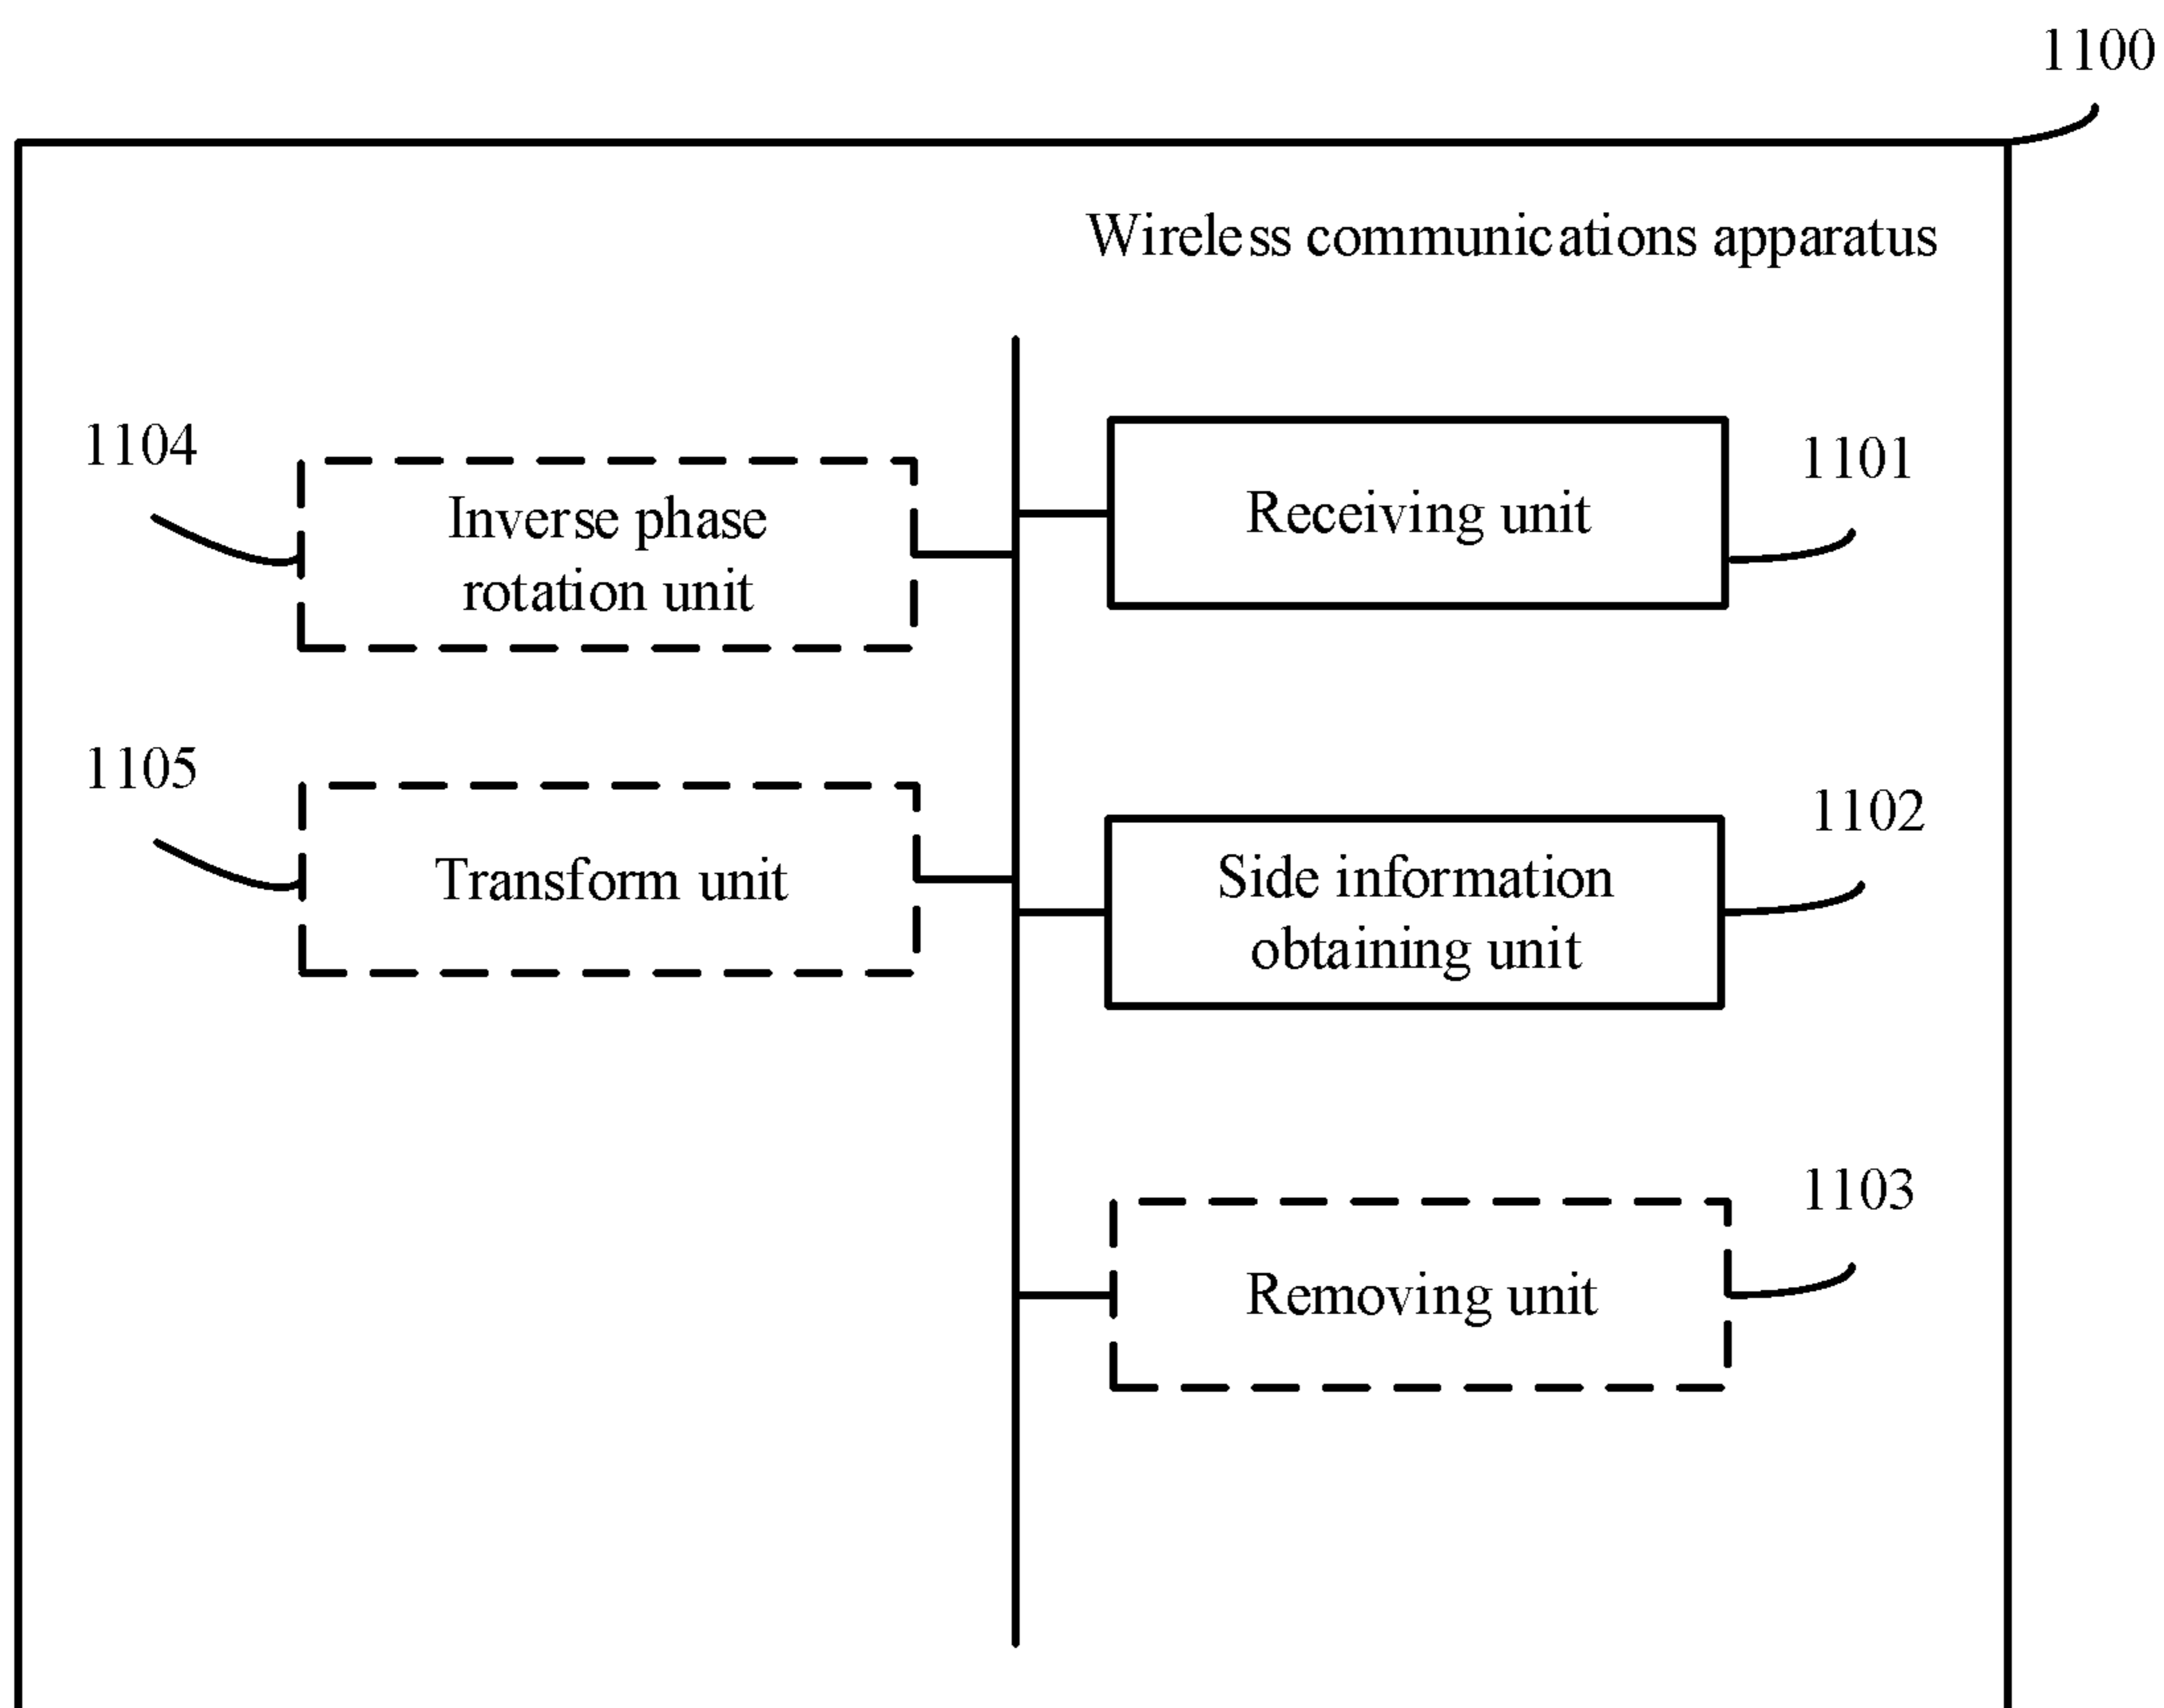 1100
Wireless communications apparatus
1104
Inverse phase
rotation unit
Receiving unit
1101
1105
Transform unit
Side information
obtaining unit
1102
Removing unit
1103